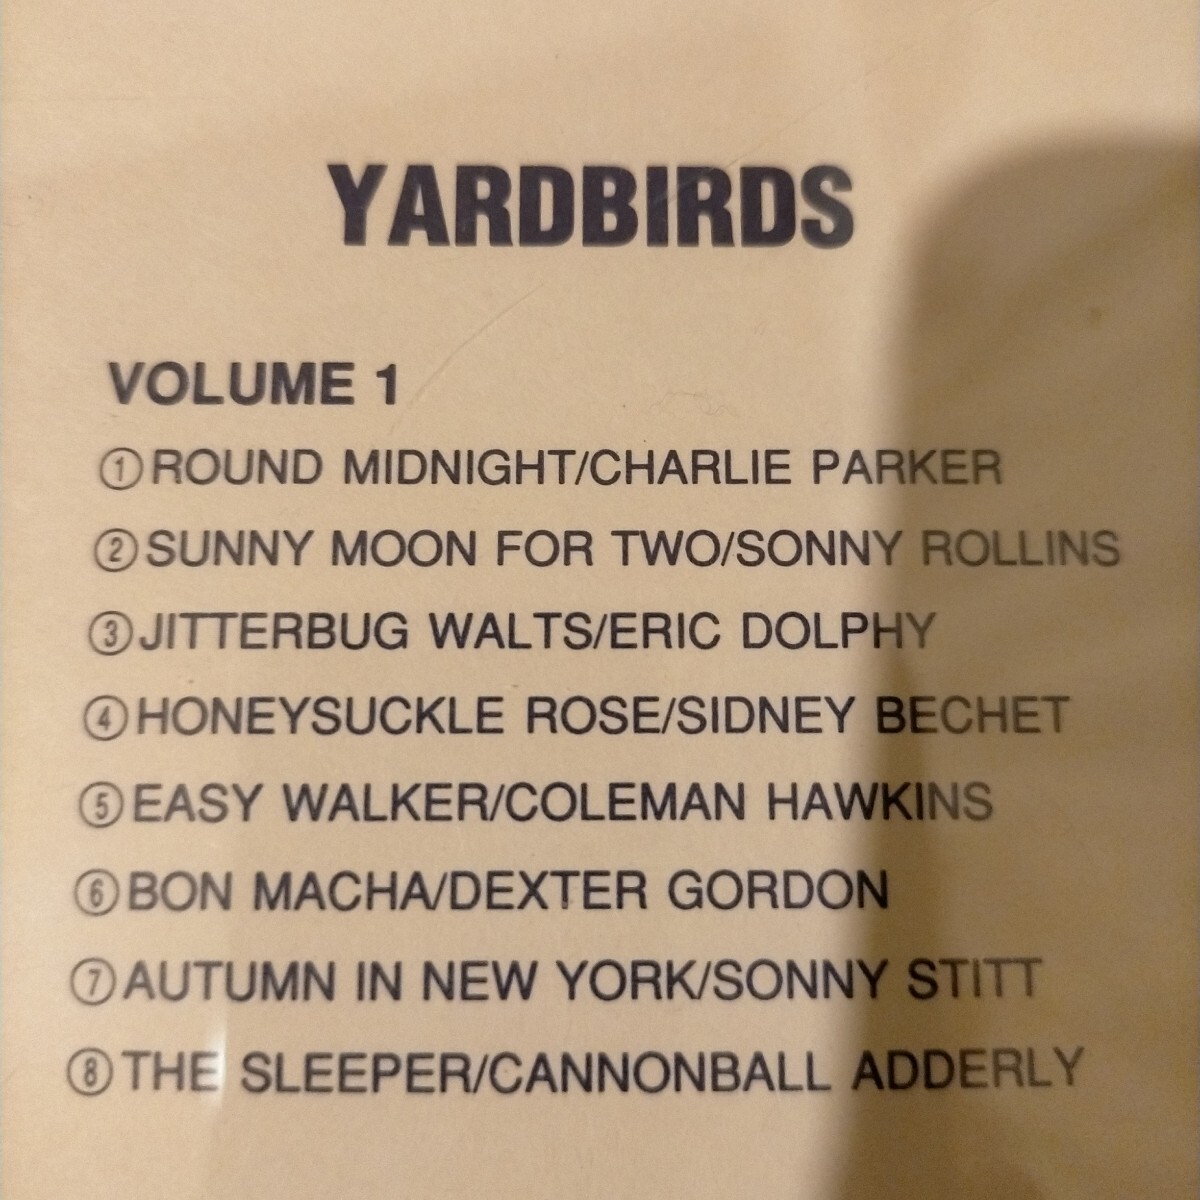 YARDBIRDS
VOLUME 1
①ROUND MIDNIGHT/CHARLIE PARKER
②SUNNY MOON FOR TWO/SONNY ROLLINS
③JITTERBUG WALTS/ERIC DOLPHY
④HONEYSUCKLE ROSE/SIDNEY BECHET
⑤EASY WALKER/COLEMAN HAWKINS
⑥BON MACHA/DEXTER GORDON
⑦AUTUMN IN NEW YORK/SONNY STITT
⑧THE SLEEPER/CANNONBALL ADDERLY